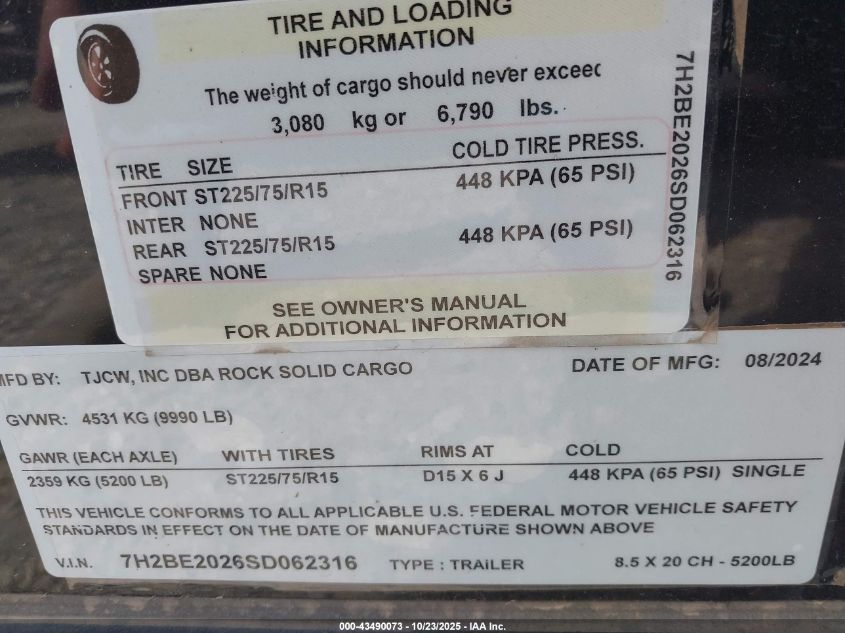 TIRE AND LOADING
INFORMATION
The weight of cargo should never exceed
3,080 kg or 6,790 lbs.
TIRE SIZE COLD TIRE PRESS.
FRONT ST225/75/R15 448 KPA (65 PSI)
INTER NONE
REAR ST225/75/R15 448 KPA (65 PSI)
SPARE NONE
SEE OWNER'S MANUAL
FOR ADDITIONAL INFORMATION
7H2BE2026SD062316
MFD BY: TJCW, INC DBA ROCK SOLID CARGO DATE OF MFG: 08/2024
GVWR: 4531 KG (9990 LB)
GAWR (EACH AXLE) WITH TIRES RIMS AT COLD
2359 KG (5200 LB) ST225/75/R15 D15 X 6 J 448 KPA (65 PSI) SINGLE
THIS VEHICLE CONFORMS TO ALL APPLICABLE U.S. FEDERAL MOTOR VEHICLE SAFETY
STANDARDS IN EFFECT ON THE DATE OF MANUFACTURE SHOWN ABOVE
V.I.N. 7H2BE2026SD062316 TYPE : TRAILER 8.5 X 20 CH - 5200LB
000-43490073 - 10/23/2025 - IAA Inc.